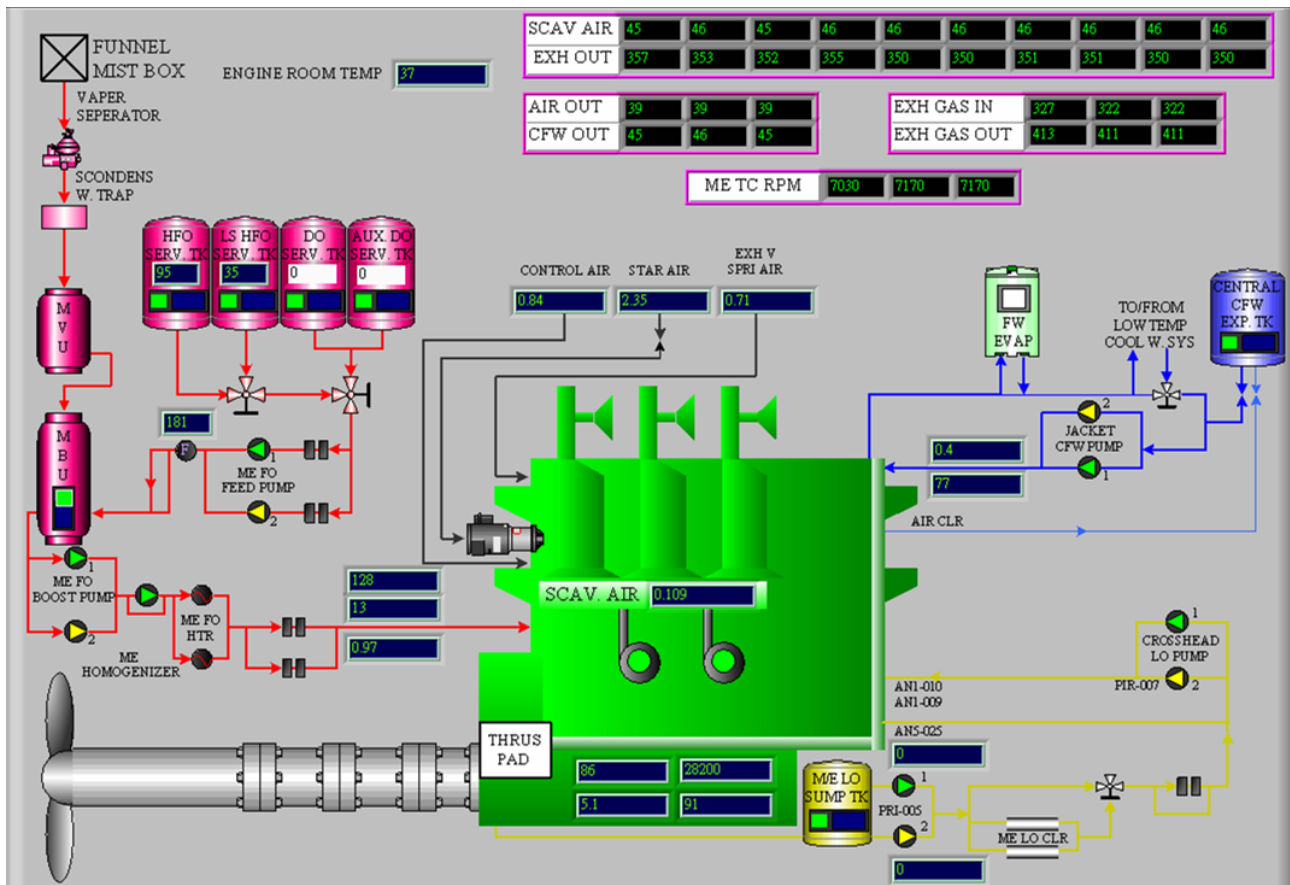 SCAV AIR 45 46 45 46 46 46 46 46 46 46
EXH OUT 357 353 352 355 350 350 351 351 350 350
FUNNEL
MIST BOX
ENGINE ROOM TEMP 37
VAPER
SEPERATOR
AIR OUT 39 39 39
CFW OUT 45 46 45
EXH GAS IN 327 322 322
EXH GAS OUT 413 411 411
SCONDENS
W. TRAP
ME TC RPM 7030 7170 7170
HFO
SERV. TK
95
LS HFO
SERV. TK
35
DO
SERV. TK
0
AUX. DO
SERV. TK
0
CONTROL AIR
0.84
STAR AIR
2.35
EXH V
SPRI AIR
0.71
FW
EVAP
TO/FROM
LOW TEMP
COOL W. SYS
CENTRAL
CFW
EXP. TK
MVU
MBU
181
F
1
ME FO
FEED PUMP
2
2
JACKET
CFW PUMP
1
0.4
77
AIR CLR
1
ME FO
BOOST PUMP
2
ME FO
HTR
ME
HOMOGENIZER
128
13
0.97
SCAV. AIR 0.109
1
CROSSHEAD
LO PUMP
PIR-007 2
AN1-010
AN1-009
AN5-025
0
THRUS
PAD
86 28200
5.1 91
M/E LO
SUMP TK
1
PRI-005
2
ME LO CLR
0